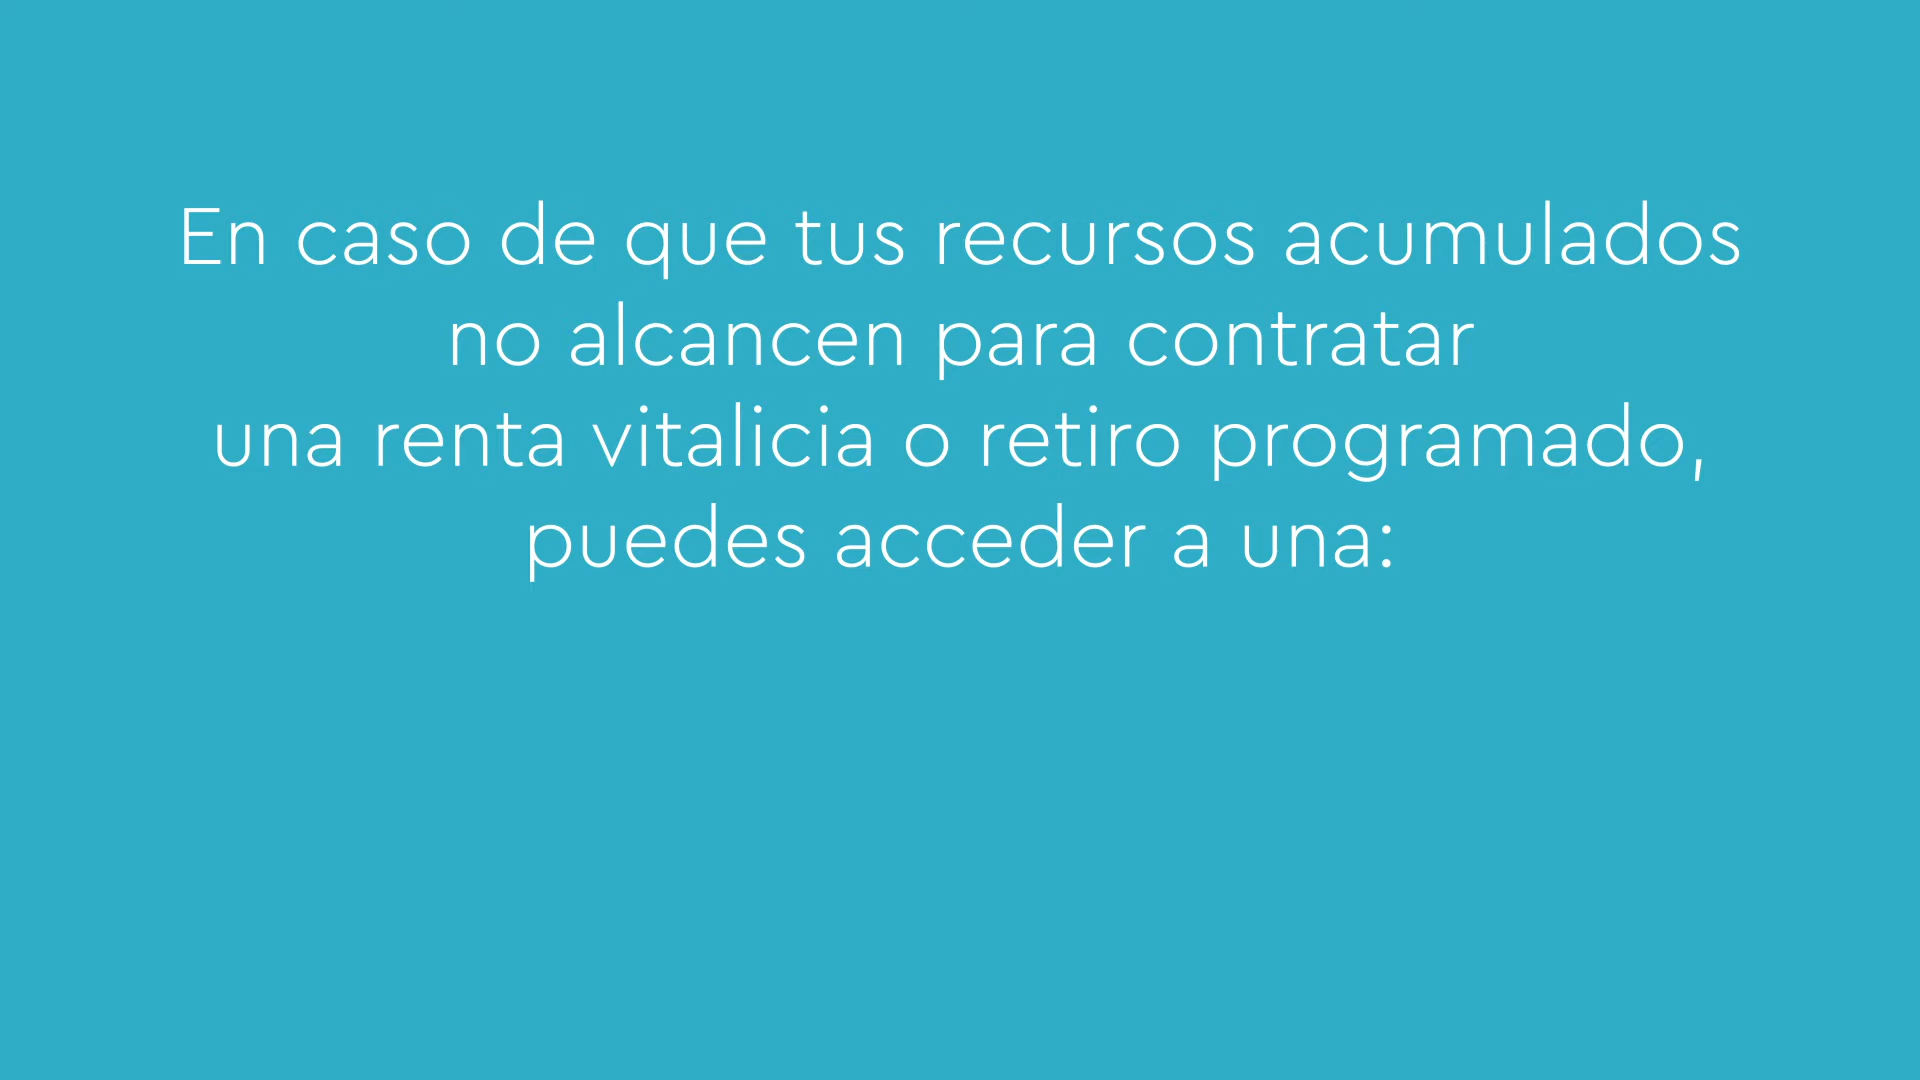 En caso de que tus recursos acumulados
no alcancen para contratar
una renta vitalicia o retiro programado,
puedes acceder a una: